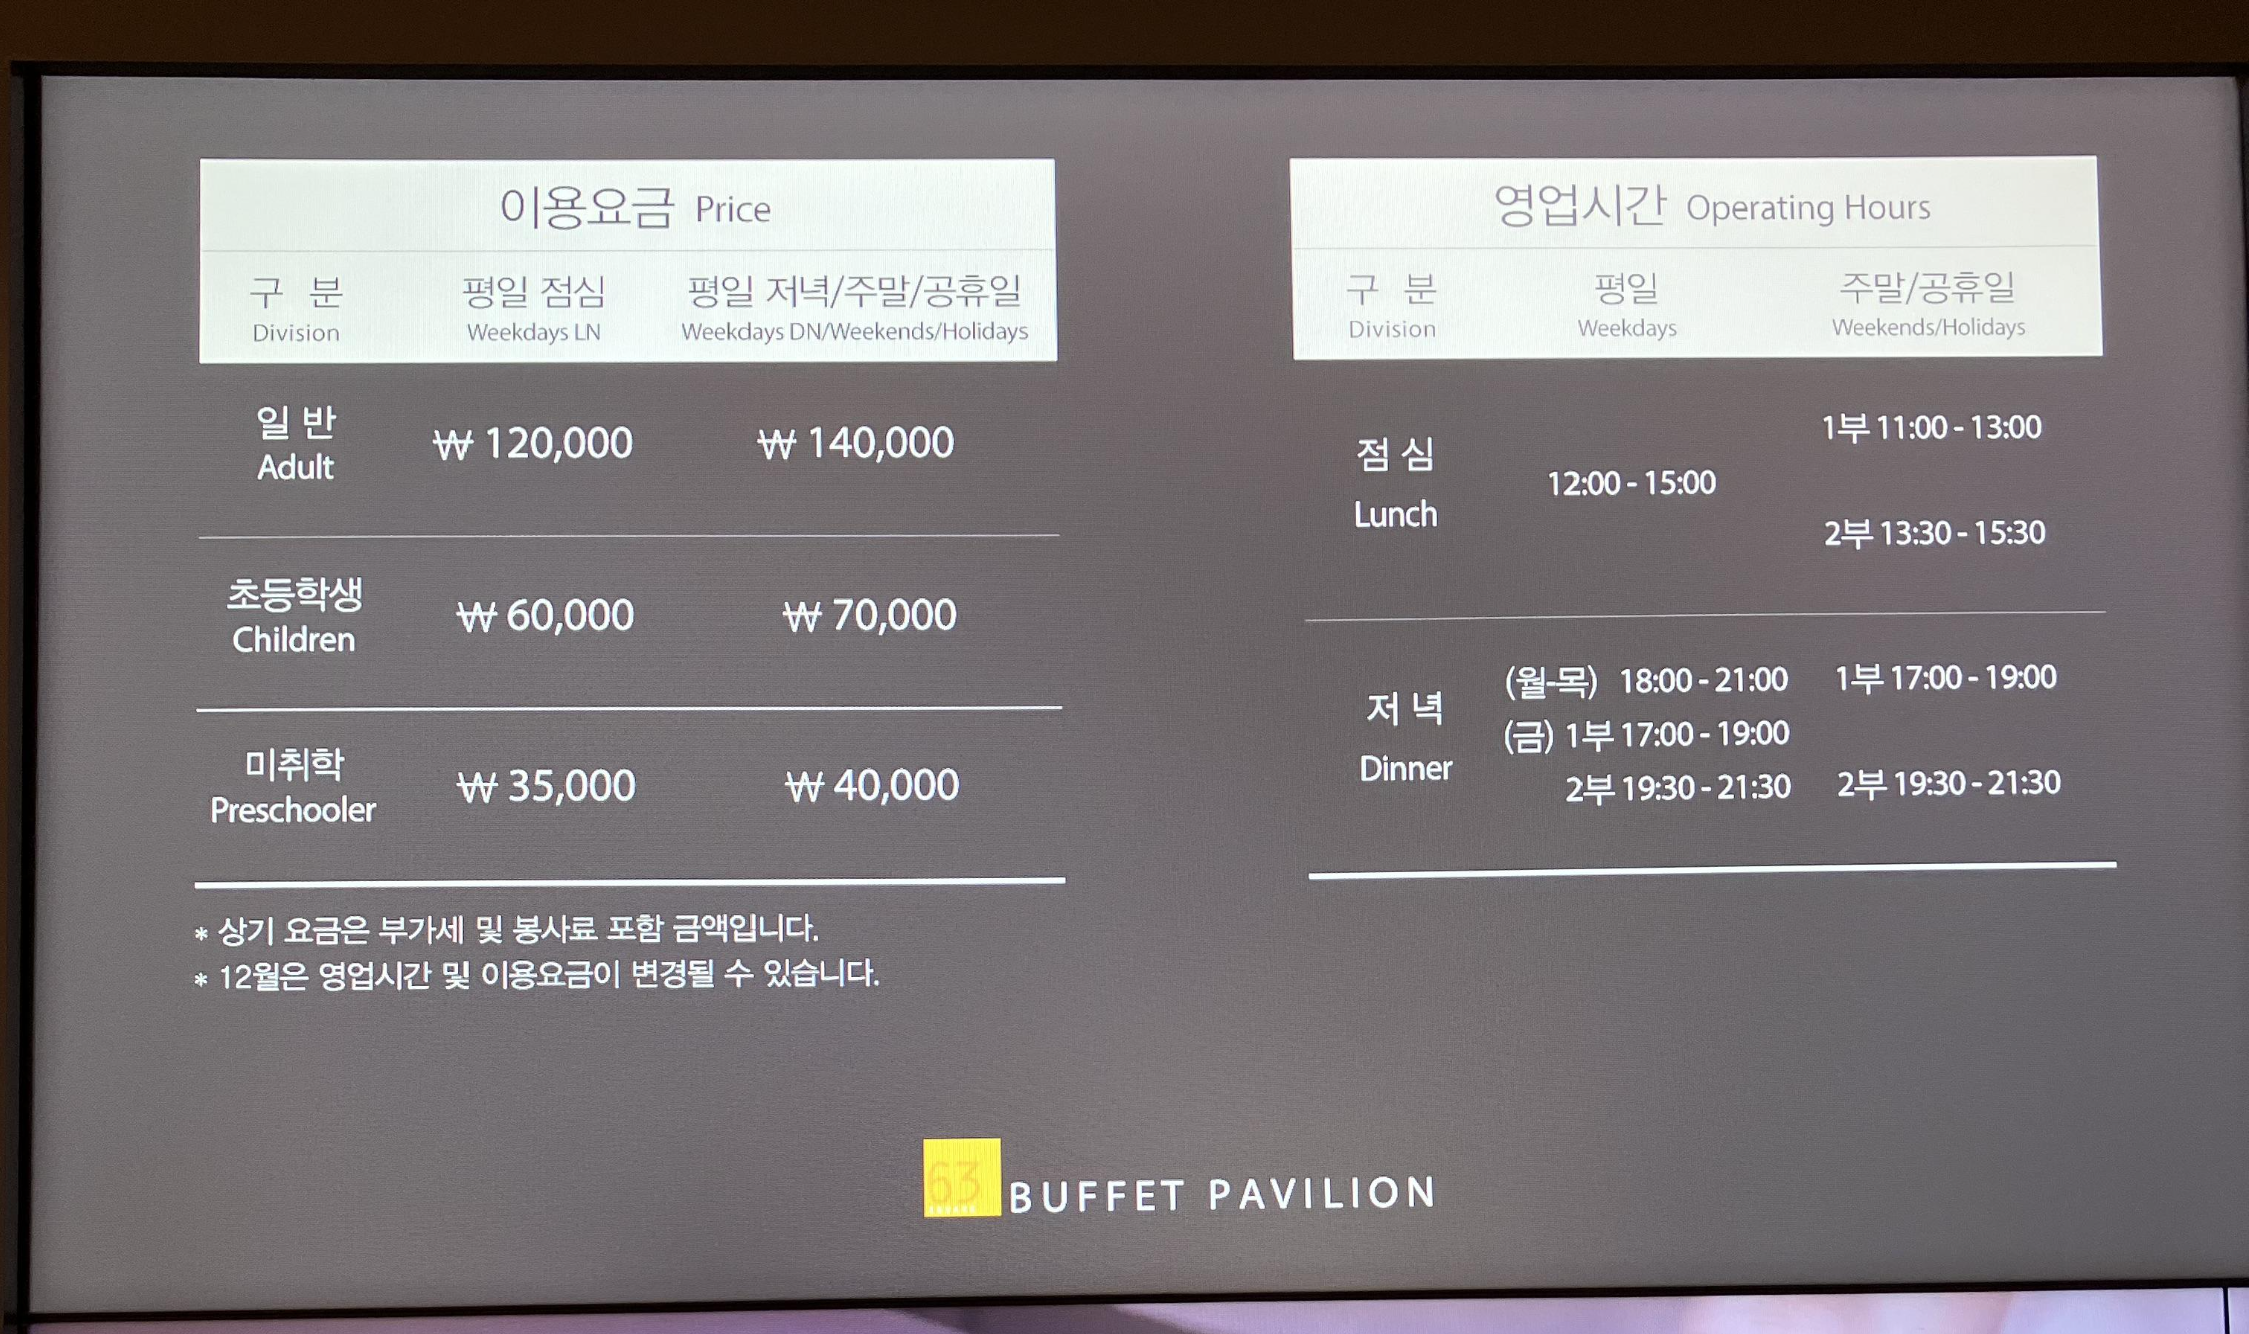 이용요금 Price
구 분 평일 점심 평일 저녁/주말/공휴일
Division Weekdays LN Weekdays DN/Weekends/Holidays
일 반
Adult
₩ 120,000 ₩ 140,000
초등학생
Children
₩ 60,000 ₩ 70,000
미취학
Preschooler
₩ 35,000 ₩ 40,000
* 상기 요금은 부가세 및 봉사료 포함 금액입니다.
* 12월은 영업시간 및 이용요금이 변경될 수 있습니다.
영업시간 Operating Hours
구 분 평일 주말/공휴일
Division Weekdays Weekends/Holidays
점 심
Lunch
12:00 - 15:00
1부 11:00 - 13:00
2부 13:30 - 15:30
저 녁
Dinner
(월-목) 18:00 - 21:00
(금) 1부 17:00 - 19:00
2부 19:30 - 21:30
1부 17:00 - 19:00
2부 19:30 - 21:30
63
BUFFET PAVILION